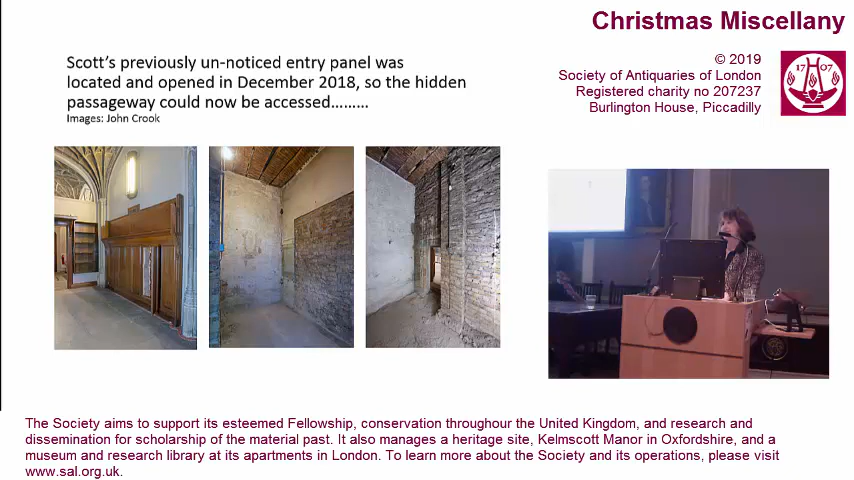 Christmas Miscellany
Scott's previously un-noticed entry panel was
located and opened in December 2018, so the hidden
passageway could now be accessed………
Images: John Crook
© 2019
Society of Antiquaries of London
Registered charity no 207237
Burlington House, Piccadilly
1707
The Society aims to support its esteemed Fellowship, conservation throughour the United Kingdom, and research and
dissemination for scholarship of the material past. It also manages a heritage site, Kelmscott Manor in Oxfordshire, and a
museum and research library at its apartments in London. To learn more about the Society and its operations, please visit
www.sal.org.uk.